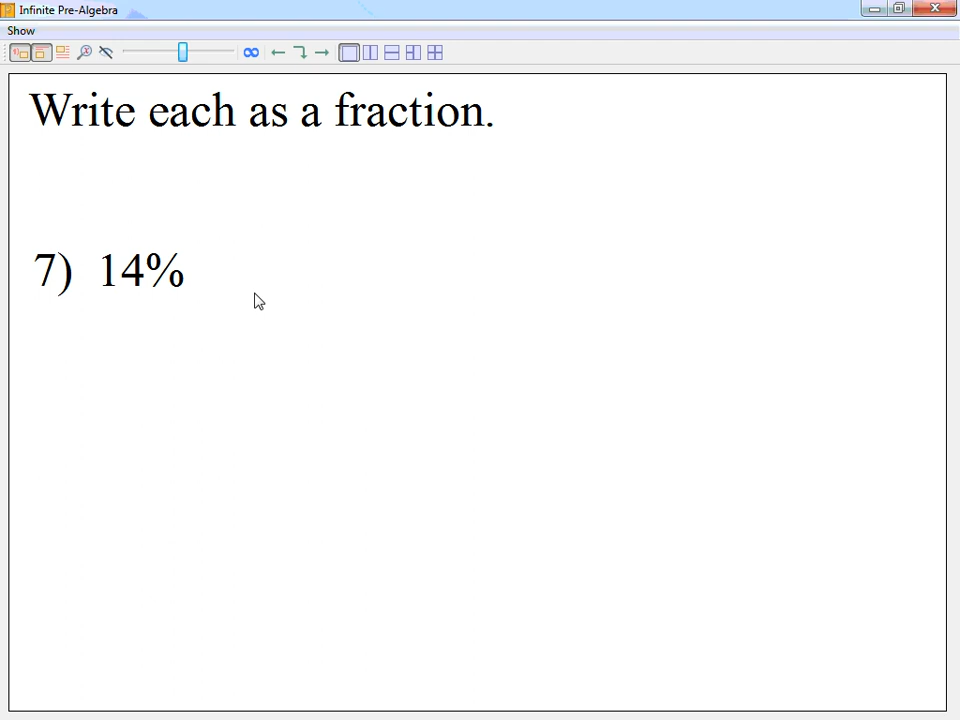 Infinite Pre-Algebra
Show
Write each as a fraction.
7) 14%